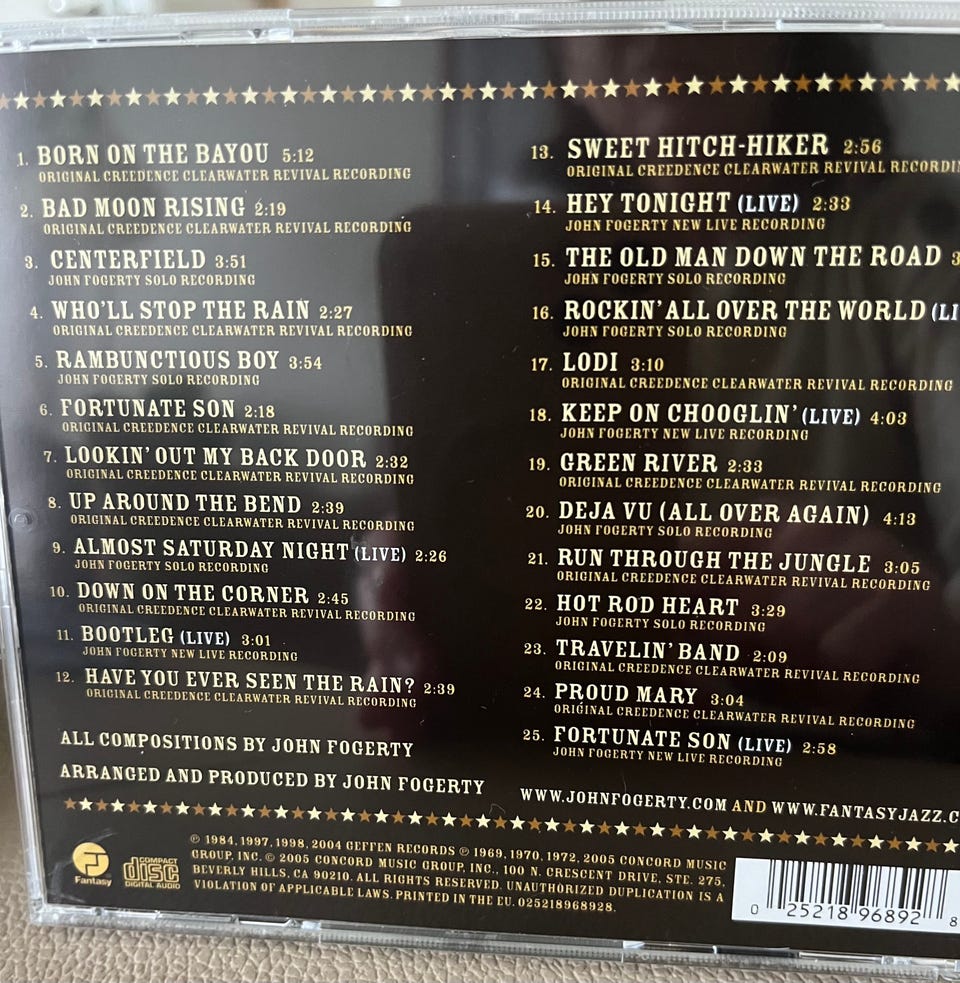 1. BORN ON THE BAYOU 5:12
ORIGINAL CREEDENCE CLEARWATER REVIVAL RECORDING
2. BAD MOON RISING 2:19
ORIGINAL CREEDENCE CLEARWATER REVIVAL RECORDING
3. CENTERFIELD 3:51
JOHN FOGERTY SOLO RECORDING
4. WHO'LL STOP THE RAIN 2:27
ORIGINAL CREEDENCE CLEARWATER REVIVAL RECORDING
5. RAMBUNCTIOUS BOY 3:54
JOHN FOGERTY SOLO RECORDING
6. FORTUNATE SON 2:18
ORIGINAL CREEDENCE CLEARWATER REVIVAL RECORDING
7. LOOKIN' OUT MY BACK DOOR 2:32
ORIGINAL CREEDENCE CLEARWATER REVIVAL RECORDING
8. UP AROUND THE BEND 2:39
ORIGINAL CREEDENCE CLEARWATER REVIVAL RECORDING
9. ALMOST SATURDAY NIGHT (LIVE) 2:26
JOHN FOGERTY SOLO RECORDING
10. DOWN ON THE CORNER 2:45
ORIGINAL CREEDENCE CLEARWATER REVIVAL RECORDING
11. BOOTLEG (LIVE) 3:01
JOHN FOGERTY NEW LIVE RECORDING
12. HAVE YOU EVER SEEN THE RAIN? 2:39
ORIGINAL CREEDENCE CLEARWATER REVIVAL RECORDING
13. SWEET HITCH-HIKER 2:56
ORIGINAL CREEDENCE CLEARWATER REVIVAL
14. HEY TONIGHT (LIVE) 2:33
JOHN FOGERTY NEW LIVE RECORDING
15. THE OLD MAN DOWN THE ROAD
JOHN FOGERTY SOLO RECORDING
16. ROCKIN' ALL OVER THE WORLD
JOHN FOGERTY SOLO RECORDING
17. LODI 3:10
ORIGINAL CREEDENCE CLEARWATER REVIVAL RECORDING
18. KEEP ON CHOOGLIN' (LIVE) 4:03
JOHN FOGERTY NEW LIVE RECORDING
19. GREEN RIVER 2:33
ORIGINAL CREEDENCE CLEARWATER REVIVAL RECORDING
20. DEJA VU (ALL OVER AGAIN) 4:13
JOHN FOGERTY SOLO RECORDING
21. RUN THROUGH THE JUNGLE 3:05
ORIGINAL CREEDENCE CLEARWATER REVIVAL RECORDING
22. HOT ROD HEART 3:29
JOHN FOGERTY SOLO RECORDING
23. TRAVELIN' BAND 2:09
ORIGINAL CREEDENCE CLEARWATER REVIVAL RECORDING
24. PROUD MARY 3:04
ORIGINAL CREEDENCE CLEARWATER REVIVAL RECORDING
25. FORTUNATE SON (LIVE) 2:58
JOHN FOGERTY NEW LIVE RECORDING
ALL COMPOSITIONS BY JOHN FOGERTY
ARRANGED AND PRODUCED BY JOHN FOGERTY
WWW.JOHNFOGERTY.COM AND WWW.FANTASYJAZZ.C
Fantasy
COMPACT
disc
DIGITAL AUDIO
℗ 1984, 1997, 1998, 2004 GEFFEN RECORDS ℗ 1969, 1970, 1972, 2005 CONCORD MUSIC
GROUP, INC. © 2005 CONCORD MUSIC GROUP, INC., 100 N. CRESCENT DRIVE, STE. 275,
BEVERLY HILLS, CA 90210. ALL RIGHTS RESERVED. UNAUTHORIZED DUPLICATION IS A
VIOLATION OF APPLICABLE LAWS. PRINTED IN THE EU. 025218968928.
0 25218 96892 8